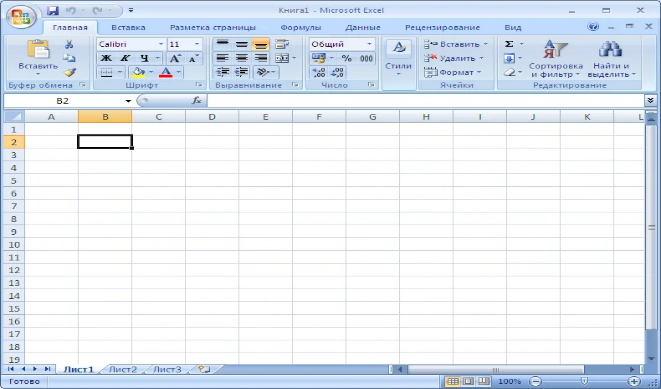 Книга1 - Microsoft Excel
Главная Вставка Разметка страницы Формулы Данные Рецензирование Вид
Calibri 11 Общий Вставить
Ж К Ч А А % 000 Удалить
Вставить А Стили Формат Сортировка и фильтр Найти и выделить
Буфер обмена Шрифт Выравнивание Число Ячейки Редактирование
B2 fx
A B C D E F G H I J K L
1
2
3
4
5
6
7
8
9
10
11
12
13
14
15
16
17
18
19
Лист1 Лист2 Лист3
Готово 100%